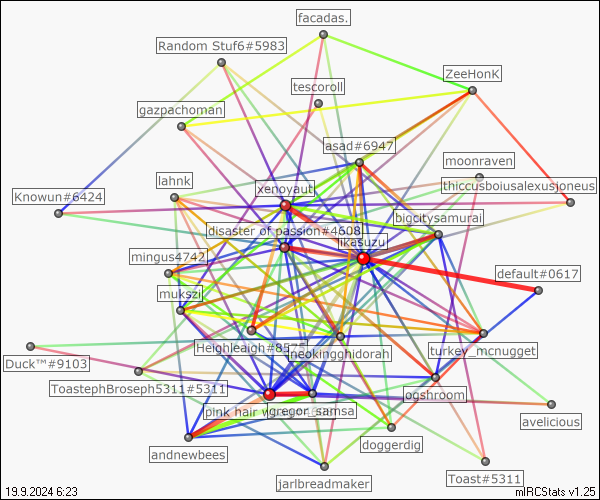 facadas.
Random Stuf6#5983
ZeeHonK
tescoroll
gazpachoman
asad#6947
moonraven
lahnk
thiccusboiusalexusjoneus
xenoyaut
Knowun#6424
bigcitysamurai
disaster of passion#4608
ikasuzu
mingus4742
default#0617
mukszi
Heighleaigh#85
neokingghidorah
turkey_mcnugget
Duck™#9103
ToastephBroseph5311#5311
ogshroom
pink hair
gregor_samsa
avelicious
doggerdig
andnewbees
Toast#5311
jarlbreadmaker
19.9.2024 6:23
mIRCStats v1.25